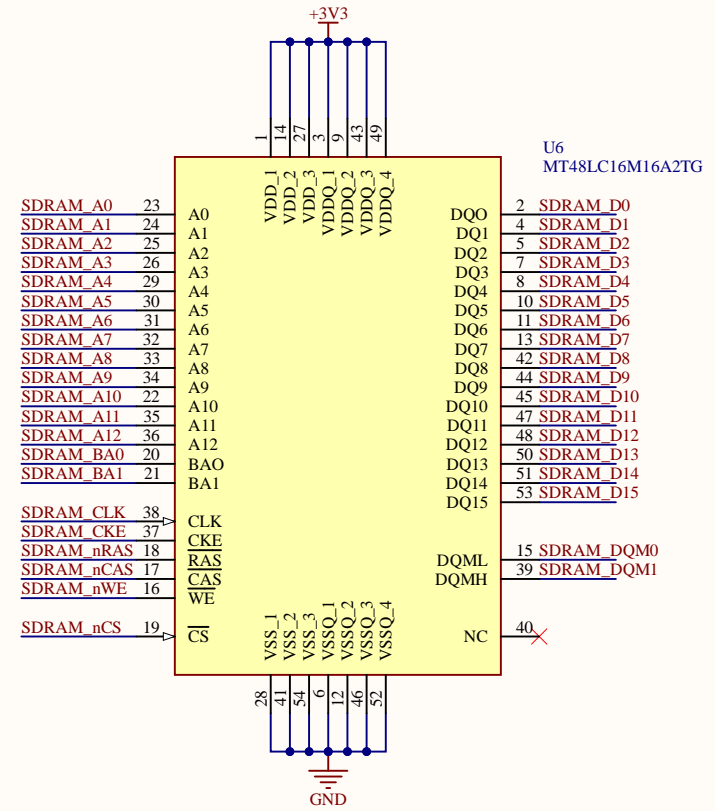 +3V3
1 14 27 3 9 43 49
U6
MT48LC16M16A2TG
VDD_1 VDD_2 VDD_3 VDDQ_1 VDDQ_2 VDDQ_3 VDDQ_4
SDRAM_A0 23 A0 DQO 2 SDRAM_D0
SDRAM_A1 24 A1 DQ1 4 SDRAM_D1
SDRAM_A2 25 A2 DQ2 5 SDRAM_D2
SDRAM_A3 26 A3 DQ3 7 SDRAM_D3
SDRAM_A4 29 A4 DQ4 8 SDRAM_D4
SDRAM_A5 30 A5 DQ5 10 SDRAM_D5
SDRAM_A6 31 A6 DQ6 11 SDRAM_D6
SDRAM_A7 32 A7 DQ7 13 SDRAM_D7
SDRAM_A8 33 A8 DQ8 42 SDRAM_D8
SDRAM_A9 34 A9 DQ9 44 SDRAM_D9
SDRAM_A10 22 A10 DQ10 45 SDRAM_D10
SDRAM_A11 35 A11 DQ11 47 SDRAM_D11
SDRAM_A12 36 A12 DQ12 48 SDRAM_D12
SDRAM_BA0 20 BAO DQ13 50 SDRAM_D13
SDRAM_BA1 21 BA1 DQ14 51 SDRAM_D14
DQ15 53 SDRAM_D15
SDRAM_CLK 38 CLK
SDRAM_CKE 37 CKE
SDRAM_nRAS 18 RAS DQML 15 SDRAM_DQM0
SDRAM_nCAS 17 CAS DQMH 39 SDRAM_DQM1
SDRAM_nWE 16 WE
SDRAM_nCS 19 CS NC 40
VSS_1 VSS_2 VSS_3 VSSQ_1 VSSQ_2 VSSQ_3 VSSQ_4
28 41 54 6 12 46 52
GND